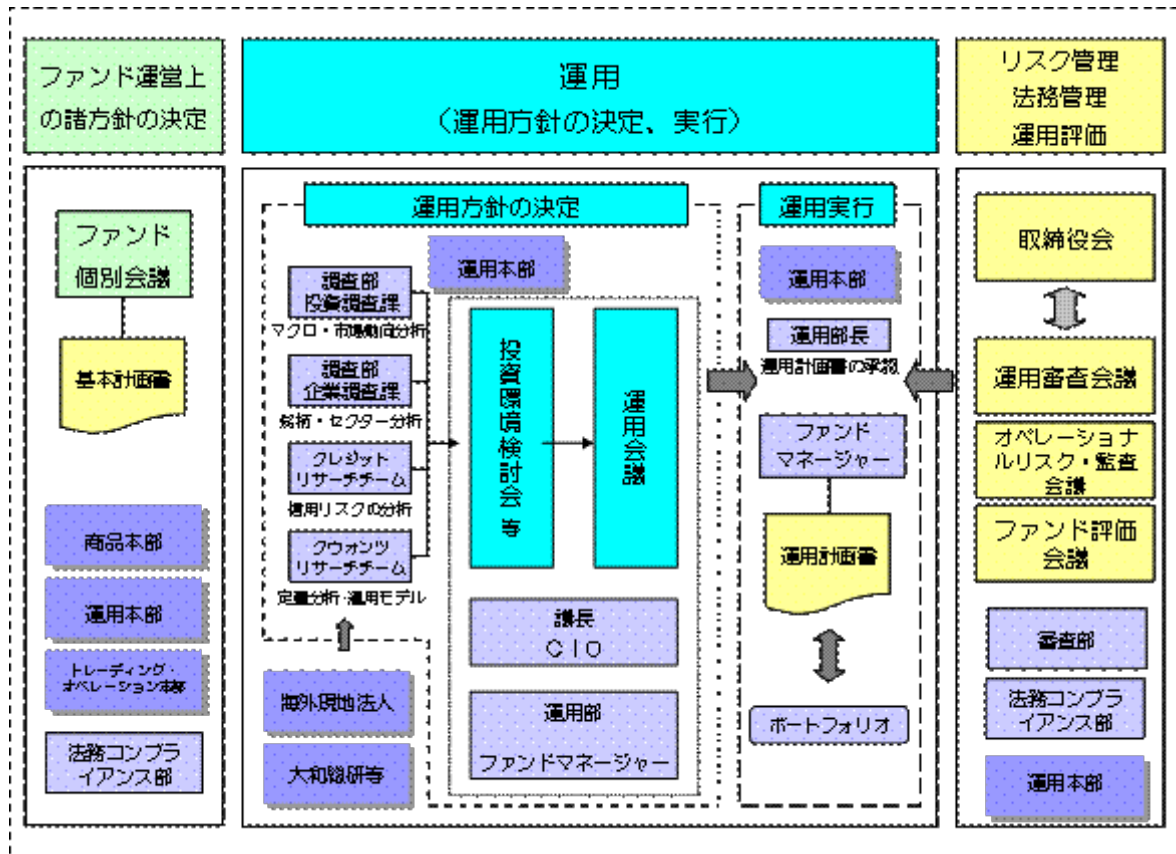 ファンド運営上
の諸方針の決定
運用
（運用方針の決定、実行）
リスク管理
法務管理
運用評価
ファンド
個別会議
基本計画書
商品本部
運用本部
トレーディング・
オペレーション本部
法務コンプラ
イアンス部
運用方針の決定
運用本部
調査部
投資調査課
マクロ・市場動向分析
調査部
企業調査課
銘柄・セクター分析
クレジット
リサーチチーム
信用リスクの分析
クウォンツ
リサーチチーム
定量分析・運用モデル
海外現地法人
大和総研等
投資環境検討会 等
運用会議
議長
ＣＩＯ
運用部
ファンドマネージャー
運用実行
運用本部
運用部長
運用計画書の承認
ファンド
マネージャー
運用計画書
ポートフォリオ
取締役会
運用審査会議
オペレーショナ
ルリスク・監査
会議
ファンド評価
会議
審査部
法務コンプラ
イアンス部
運用本部